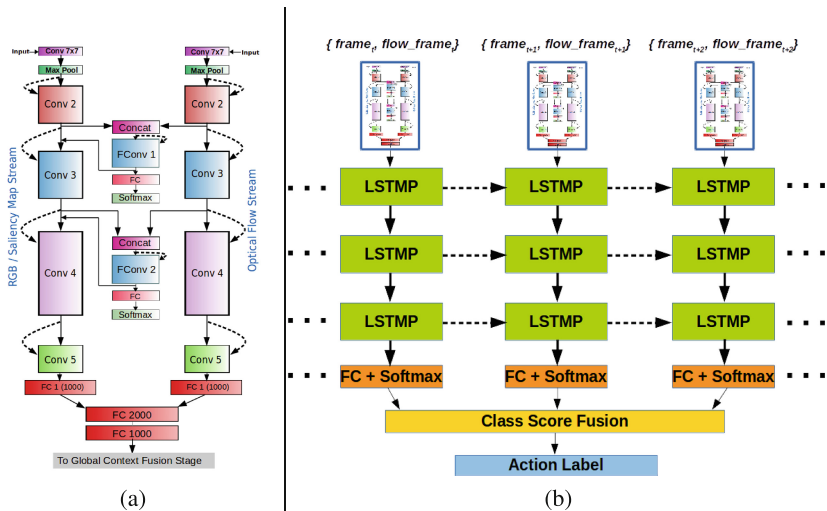 Input
Conv 7x7
Conv 7x7
Input
Max Pool
Max Pool
Conv 2
Conv 2
Concat
FConv 1
FC
Softmax
Conv 3
Conv 3
RGB / Saliency Map Stream
Optical Flow Stream
Concat
FConv 2
FC
Softmax
Conv 4
Conv 4
Conv 5
Conv 5
FC 1 (1000)
FC 1 (1000)
FC 2000
FC 1000
To Global Context Fusion Stage
(a)
{ frame_t, flow_frame_t}
{ frame_t+1, flow_frame_t+1}
{ frame_t+2, flow_frame_t+2}
LSTMP
LSTMP
LSTMP
LSTMP
LSTMP
LSTMP
LSTMP
LSTMP
LSTMP
FC + Softmax
FC + Softmax
FC + Softmax
Class Score Fusion
Action Label
(b)